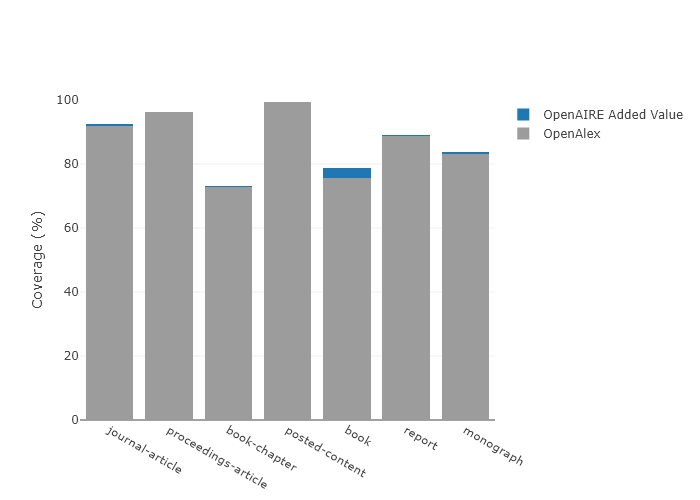 100
80
60
40
20
0
Coverage (%)
journal-article
proceedings-article
book-chapter
posted-content
book
report
monograph
OpenAIRE Added Value
OpenAlex